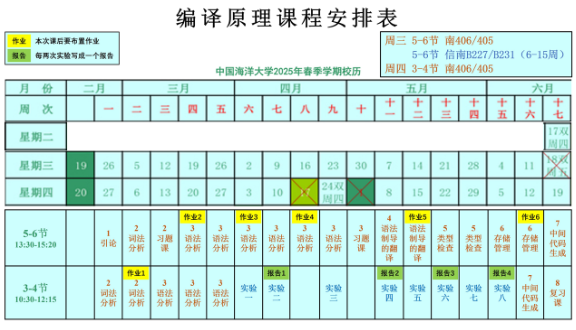 编译原理课程安排表
作业 本次课后要布置作业
报告 每两次实验写成一个报告
周三 5-6节 南406/405
5-6节 信南B227/B231（6-15周）
周四 3-4节 南406/405
中国海洋大学2025年春季学期校历
月 份 二月 三月 四月 五月 六月
周 次 一 二 三 四 五 六 七 八 九 十 十一 十二 十三 十四 十五 十六 十七
星期二 17双周四
星期三 19 26 5 12 19 26 2 9 16 23 30 7 14 21 28 4 11 18双周五
星期四 20 27 6 13 20 27 3 10 24双周四 8 15 22 29 5 12 19
作业2 作业3 作业4 作业5 作业6
5-6节
13:30-15:20
1 引论
2 词法分析
2 习题课
3 语法分析
3 语法分析
3 语法分析
3 语法分析
3 语法分析
3 语法分析
3 习题课
4 语法制导的翻译
4 语法制导的翻译
5 类型检查
5 类型检查
6 存储管理
6 存储管理
7 中间代码生成
作业1 报告1 报告2 报告3 报告4
3-4节
10:30-12:15
2 词法分析
2 词法分析
3 语法分析
3 语法分析
3 语法分析
实验一
实验二
实验三
实验四
实验五
实验六
实验七
实验八
7 中间代码生成
8 复习课